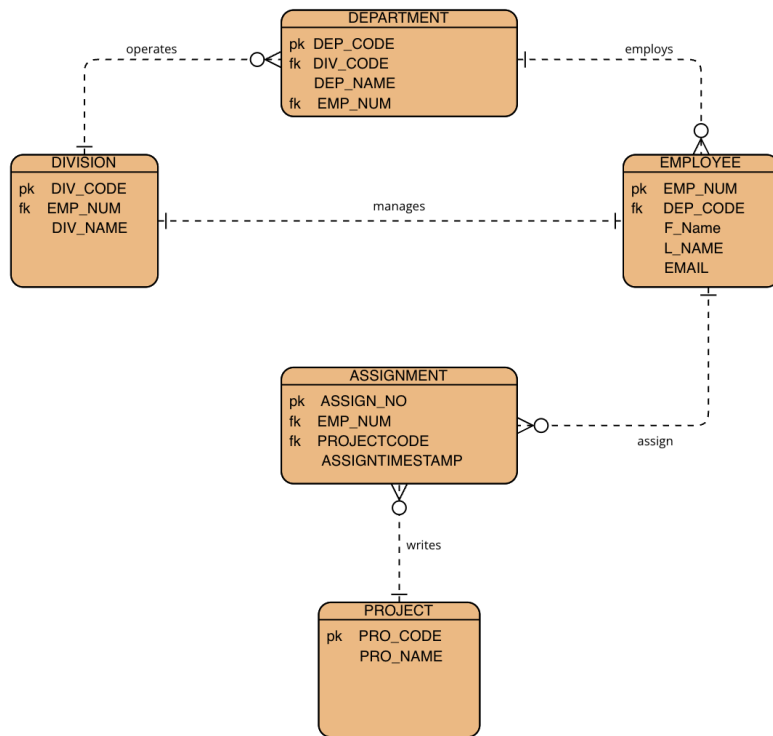 DEPARTMENT
pk DEP_CODE
fk DIV_CODE
DEP_NAME
fk EMP_NUM
operates
employs
DIVISION
pk DIV_CODE
fk EMP_NUM
DIV_NAME
manages
EMPLOYEE
pk EMP_NUM
fk DEP_CODE
F_Name
L_NAME
EMAIL
ASSIGNMENT
pk ASSIGN_NO
fk EMP_NUM
fk PROJECTCODE
ASSIGNTIMESTAMP
assign
writes
PROJECT
pk PRO_CODE
PRO_NAME